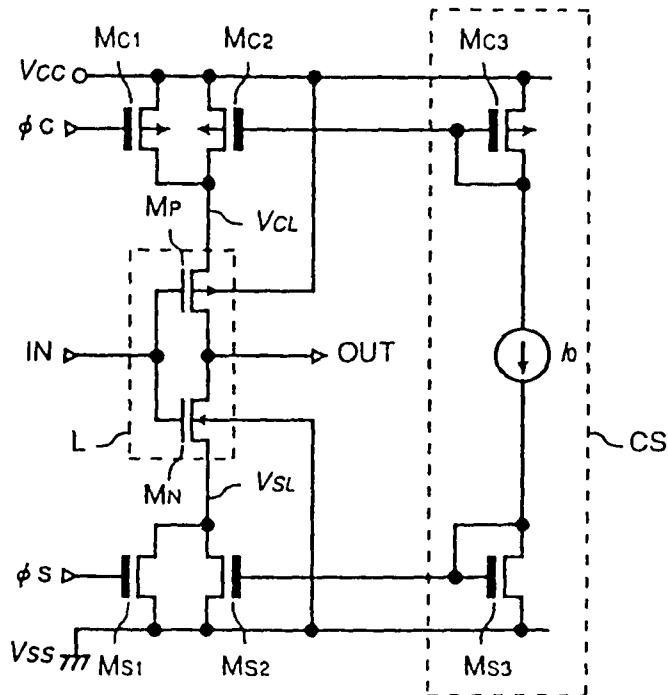 MC1 MC2 MC3
VCC
φC
MP VCL
IN OUT I0
L CS
MN VSL
φS
VSS MS1 MS2 MS3